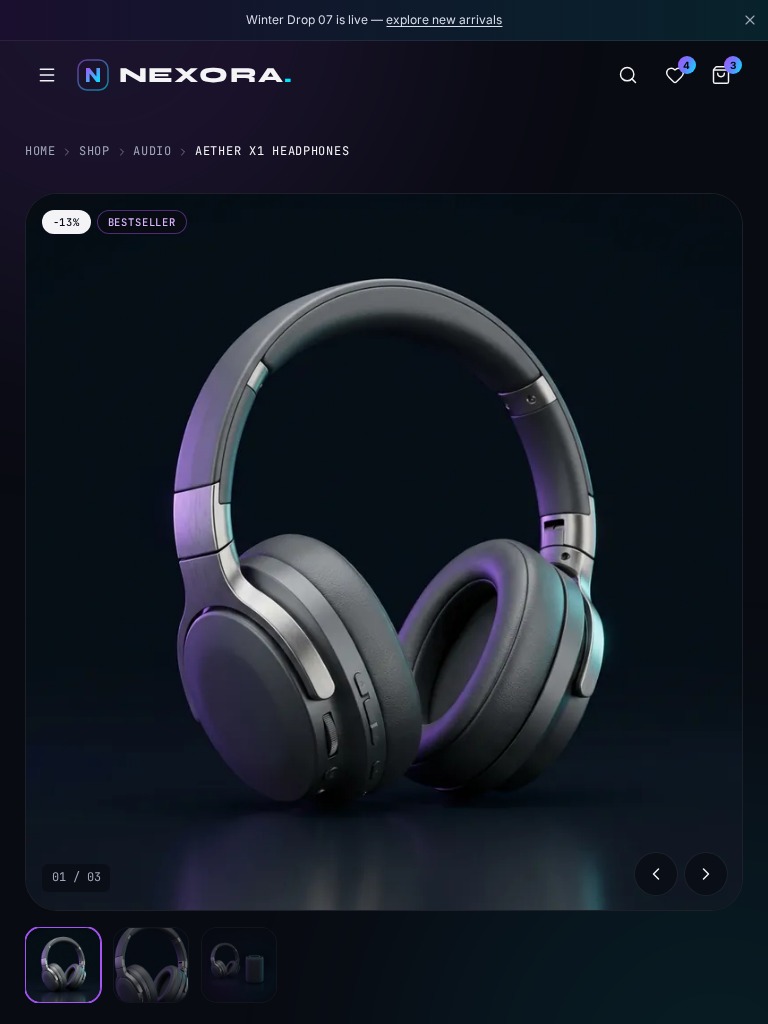 Winter Drop 07 is live — explore new arrivals
N NEXORA.
4
3
HOME > SHOP > AUDIO > AETHER X1 HEADPHONES
-13%
BESTSELLER
01 / 03